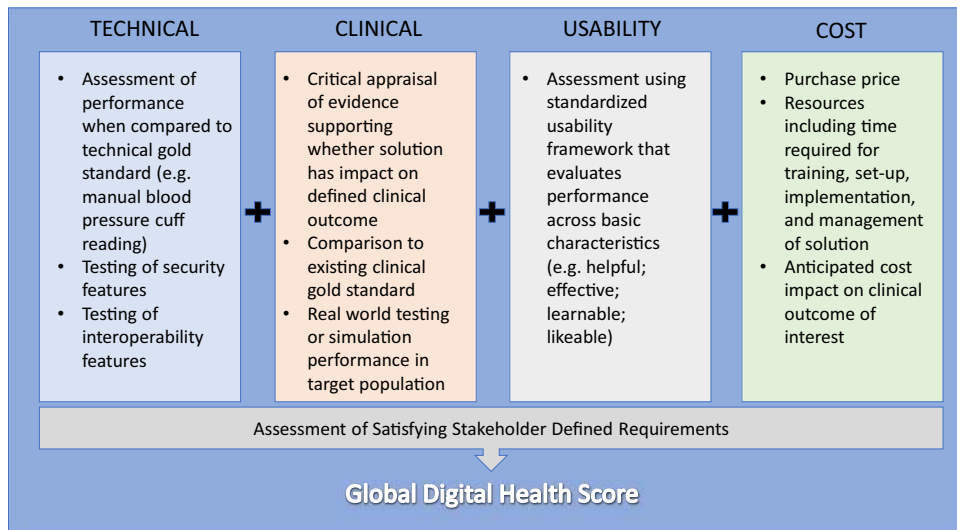 TECHNICAL
• Assessment of
performance
when compared to
technical gold
standard (e.g.
manual blood
pressure cuff
reading)
• Testing of security
features
• Testing of
interoperability
features
CLINICAL
• Critical appraisal
of evidence
supporting
whether solution
has impact on
defined clinical
outcome
• Comparison to
existing clinical
gold standard
• Real world testing
or simulation
performance in
target population
USABILITY
• Assessment using
standardized
usability
framework that
evaluates
performance
across basic
characteristics
(e.g. helpful;
effective;
learnable;
likeable)
COST
• Purchase price
• Resources
including time
required for
training, set-up,
implementation,
and management
of solution
• Anticipated cost
impact on clinical
outcome of
interest
Assessment of Satisfying Stakeholder Defined Requirements
Global Digital Health Score